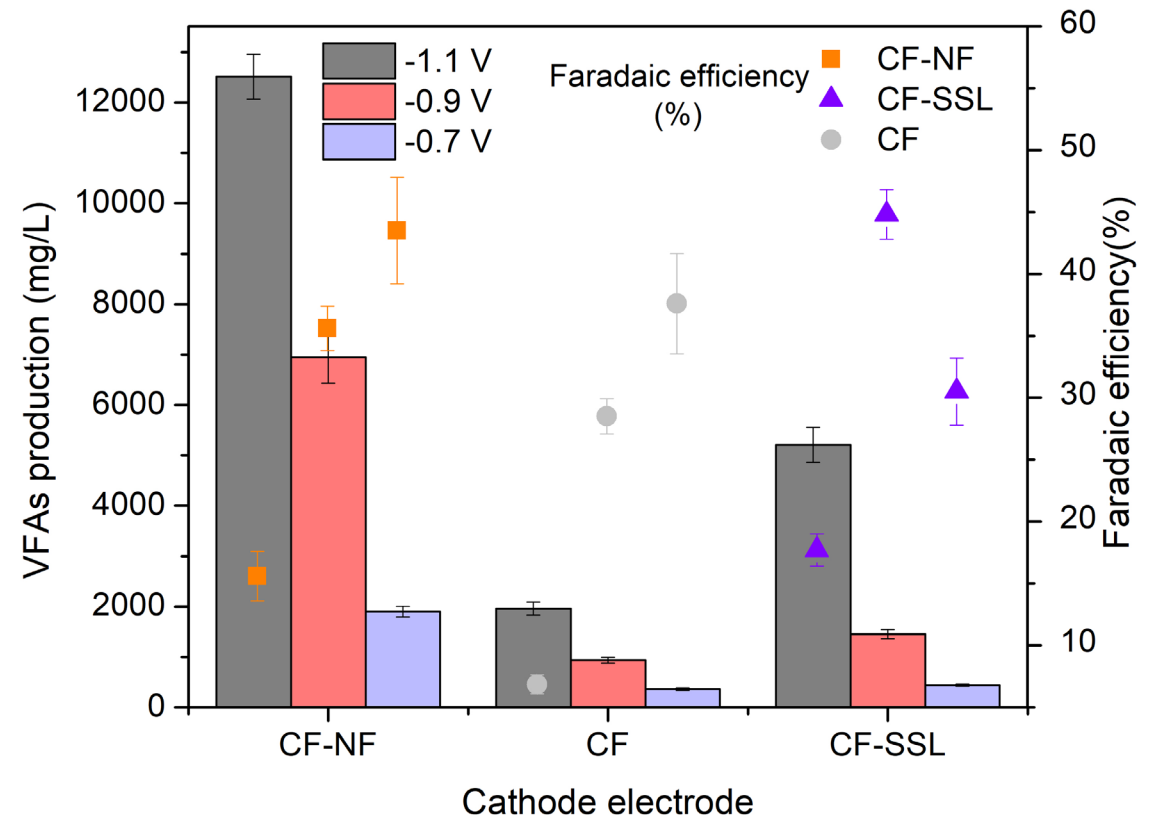 -1.1 V
-0.9 V
-0.7 V
Faradaic efficiency
(%)
CF-NF
CF-SSL
CF
VFAs production (mg/L)
12000
10000
8000
6000
4000
2000
0
60
50
40
30
20
10
Faradaic efficiency(%)
CF-NF
CF
CF-SSL
Cathode electrode